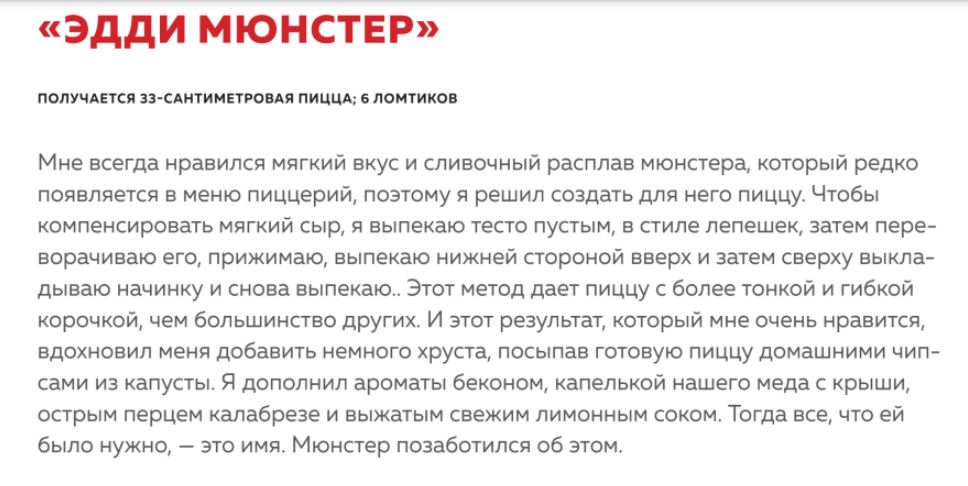 «ЭДДИ МЮНСТЕР»
ПОЛУЧАЕТСЯ 33-САНТИМЕТРОВАЯ ПИЦЦА; 6 ЛОМТИКОВ
Мне всегда нравился мягкий вкус и сливочный расплав мюнстера, который редко
появляется в меню пиццерий, поэтому я решил создать для него пиццу. Чтобы
компенсировать мягкий сыр, я выпекаю тесто пустым, в стиле лепешек, затем пере-
ворачиваю его, прижимаю, выпекаю нижней стороной вверх и затем сверху выкла-
дываю начинку и снова выпекаю.. Этот метод дает пиццу с более тонкой и гибкой
корочкой, чем большинство других. И этот результат, который мне очень нравится,
вдохновил меня добавить немного хруста, посыпав готовую пиццу домашними чип-
сами из капусты. Я дополнил ароматы беконом, капелькой нашего меда с крыши,
острым перцем калабрезе и выжатым свежим лимонным соком. Тогда все, что ей
было нужно, — это имя. Мюнстер позаботился об этом.